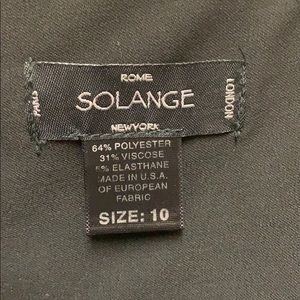 ROME
PARIS
SOLANGE
LONDON
NEWYORK
64% POLYESTER
31% VISCOSE
5% ELASTHANE
MADE IN U.S.A.
OF EUROPEAN
FABRIC
SIZE: 10